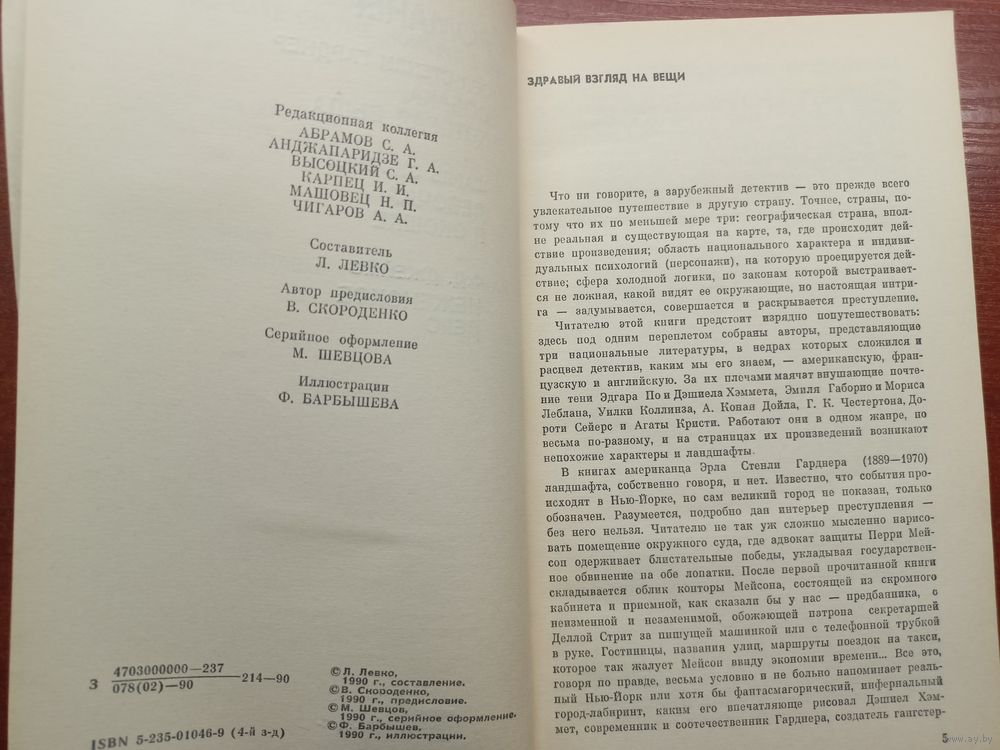 Редакционная коллегия
АБРАМОВ С. А.
АНДЖАПАРИДЗЕ Г. А.
ВЫСОЦКИЙ С. А.
КАРПЕЦ И. И.
МАШОВЕЦ Н. П.
ЧИГАРОВ А. А.
Составитель
Л. ЛЕВКО
Автор предисловия
В. СКОРОДЕНКО
Серийное оформление
М. ШЕВЦОВА
Иллюстрации
Ф. БАРБЫШЕВА
З 4703000000—237
078(02)—90 —214—90
ISBN 5-235-01046-9 (4-й з-д)
©Л. Левко,
1990 г., составление.
©В. Скороденко,
1990 г., предисловие.
©М. Шевцов,
1990 г., серийное оформление.
©Ф. Барбышев,
1990 г., иллюстрации.
ЗДРАВЫЙ ВЗГЛЯД НА ВЕЩИ
Что ни говорите, а зарубежный детектив — это прежде всего
увлекательное путешествие в другую страну. Точнее, страны, по-
тому что их по меньшей мере три: географическая страна, впол-
не реальная и существующая на карте, та, где происходит дей-
ствие произведения; область национального характера и индиви-
дуальных психологий (персонажи), на которую проецируется дей-
ствие; сфера холодной логики, по законам которой выстраивает-
ся не ложная, какой видят ее окружающие, но настоящая интри-
га — задумывается, совершается и раскрывается преступление.
Читателю этой книги предстоит изрядно попутешествовать:
здесь под одним переплетом собраны авторы, представляющие
три национальные литературы, в недрах которых сложился и
расцвел детектив, каким мы его знаем, — американскую, фран-
цузскую и английскую. За их плечами маячат внушающие почте-
ние тени Эдгара По и Дэшиела Хэммета, Эмиля Габорио и Мориса
Леблана, Уилки Коллинза, А. Конан Дойла, Г. К. Честертона, До-
роти Сейерс и Агаты Кристи. Работают они в одном жанре, но
весьма по-разному, и на страницах их произведений возникают
непохожие характеры и ландшафты.
В книгах американца Эрла Стенли Гарднера (1889—1970)
ландшафта, собственно говоря, и нет. Известно, что события про-
исходят в Нью-Йорке, но сам великий город не показан, только
обозначен. Разумеется, подробно дан интерьер преступления —
без него нельзя. Читателю не так уж сложно мысленно нарисо-
вать помещение окружного суда, где адвокат защиты Перри Мей-
сон одерживает блистательные победы, укладывая государствен-
ное обвинение на обе лопатки. После первой прочитанной книги
складывается облик конторы Мейсона, состоящей из скромного
кабинета и приемной, как сказали бы у нас — предбанника, с
неизменной и незаменимой, обожающей патрона секретаршей
Деллой Стрит за пишущей машинкой или с телефонной трубкой
в руке. Гостиницы, названия улиц, маршруты поездок на такси,
которое так жалует Мейсон ввиду экономии времени... Все это,
говоря по правде, весьма условно и не больно напоминает реаль-
ный Нью-Йорк или хотя бы фантасмагорический, инфернальный
город-лабиринт, каким его впечатляюще рисовал Дэшиел Хэм-
мет, современник и соотечественник Гарднера, создатель гангстер-
5
www.ay.by